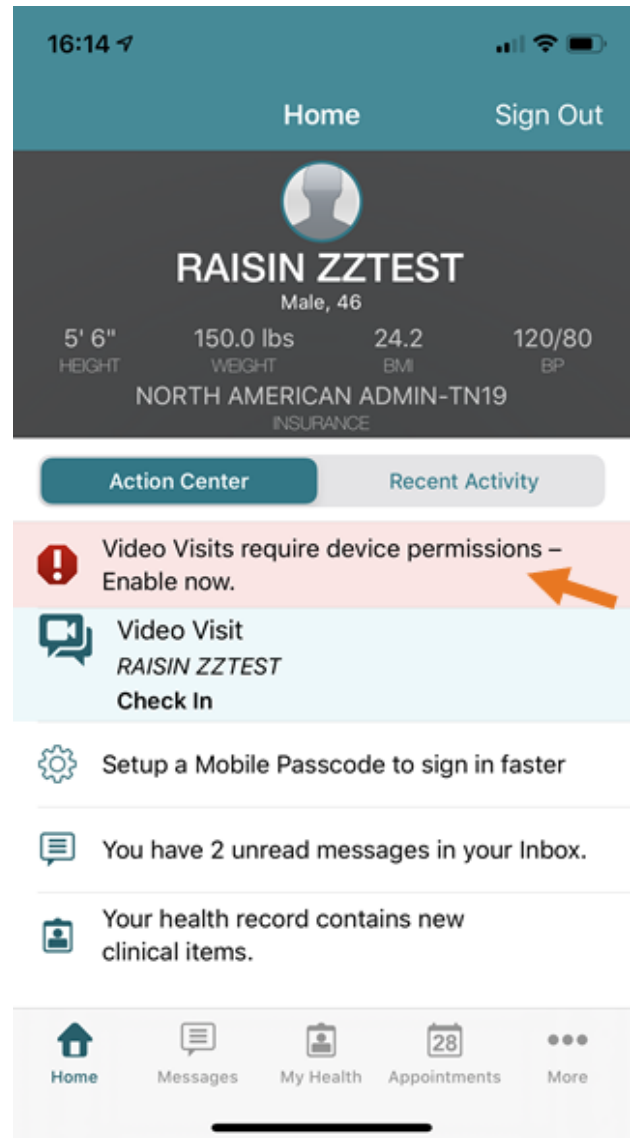 16:14
Home Sign Out
RAISIN ZZTEST
Male, 46
5' 6" 150.0 lbs 24.2 120/80
HEIGHT WEIGHT BMI BP
NORTH AMERICAN ADMIN-TN19
INSURANCE
Action Center Recent Activity
Video Visits require device permissions –
Enable now.
Video Visit
RAISIN ZZTEST
Check In
Setup a Mobile Passcode to sign in faster
You have 2 unread messages in your Inbox.
Your health record contains new
clinical items.
28
Home Messages My Health Appointments More